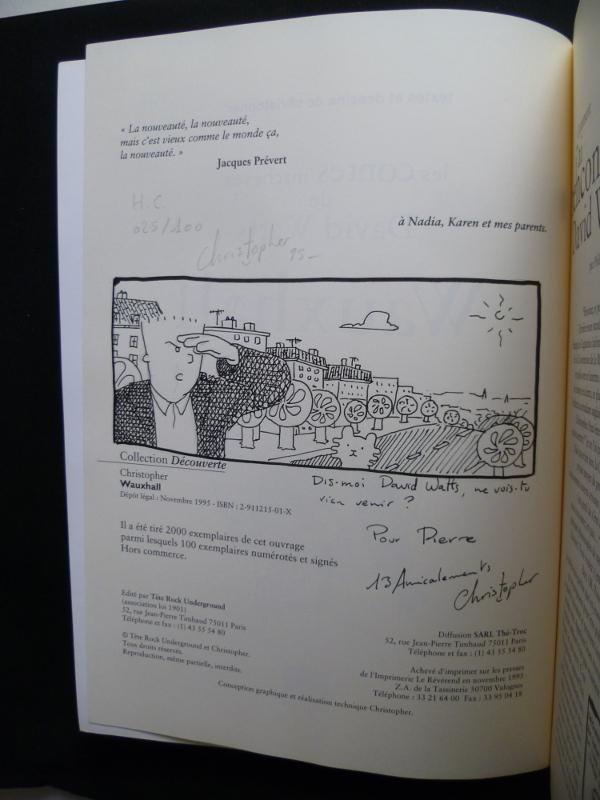 « La nouveauté, la nouveauté,
mais c'est vieux comme le monde ça,
la nouveauté. »
Jacques Prévert
H.C.
025/100
Christopher
95-
à Nadia, Karen et mes parents.
Collection Découverte
Christopher
Wauxhall
Dépôt légal : Novembre 1995 - ISBN : 2-911215-01-X
Dis-moi David Watts, ne vois-tu
rien venir ?
Il a été tiré 2000 exemplaires de cet ouvrage
parmi lesquels 100 exemplaires numérotés et signés
Hors commerce.
Pour Pierre
13 Amicalements
Christopher
Edité par Tête Rock Underground
(association loi 1901)
52, rue Jean-Pierre Timbaud 75011 Paris
Téléphone et fax : (1) 43 55 54 80
© Tête Rock Underground et Christopher.
Tous droits réservés.
Reproduction, même partielle, interdite.
Diffusion SARL Thé-Troc
52, rue Jean-Pierre Timbaud 75011 Paris
Téléphone et fax : (1) 43 55 54 80
Achevé d'imprimer sur les presses
de l'Imprimerie Le Révérend en novembre 1995
Z.A. de la Tassinerie 50700 Valognes
Téléphone : 33 21 64 00 Fax : 33 95 04 18
Conception graphique et réalisation technique Christopher.